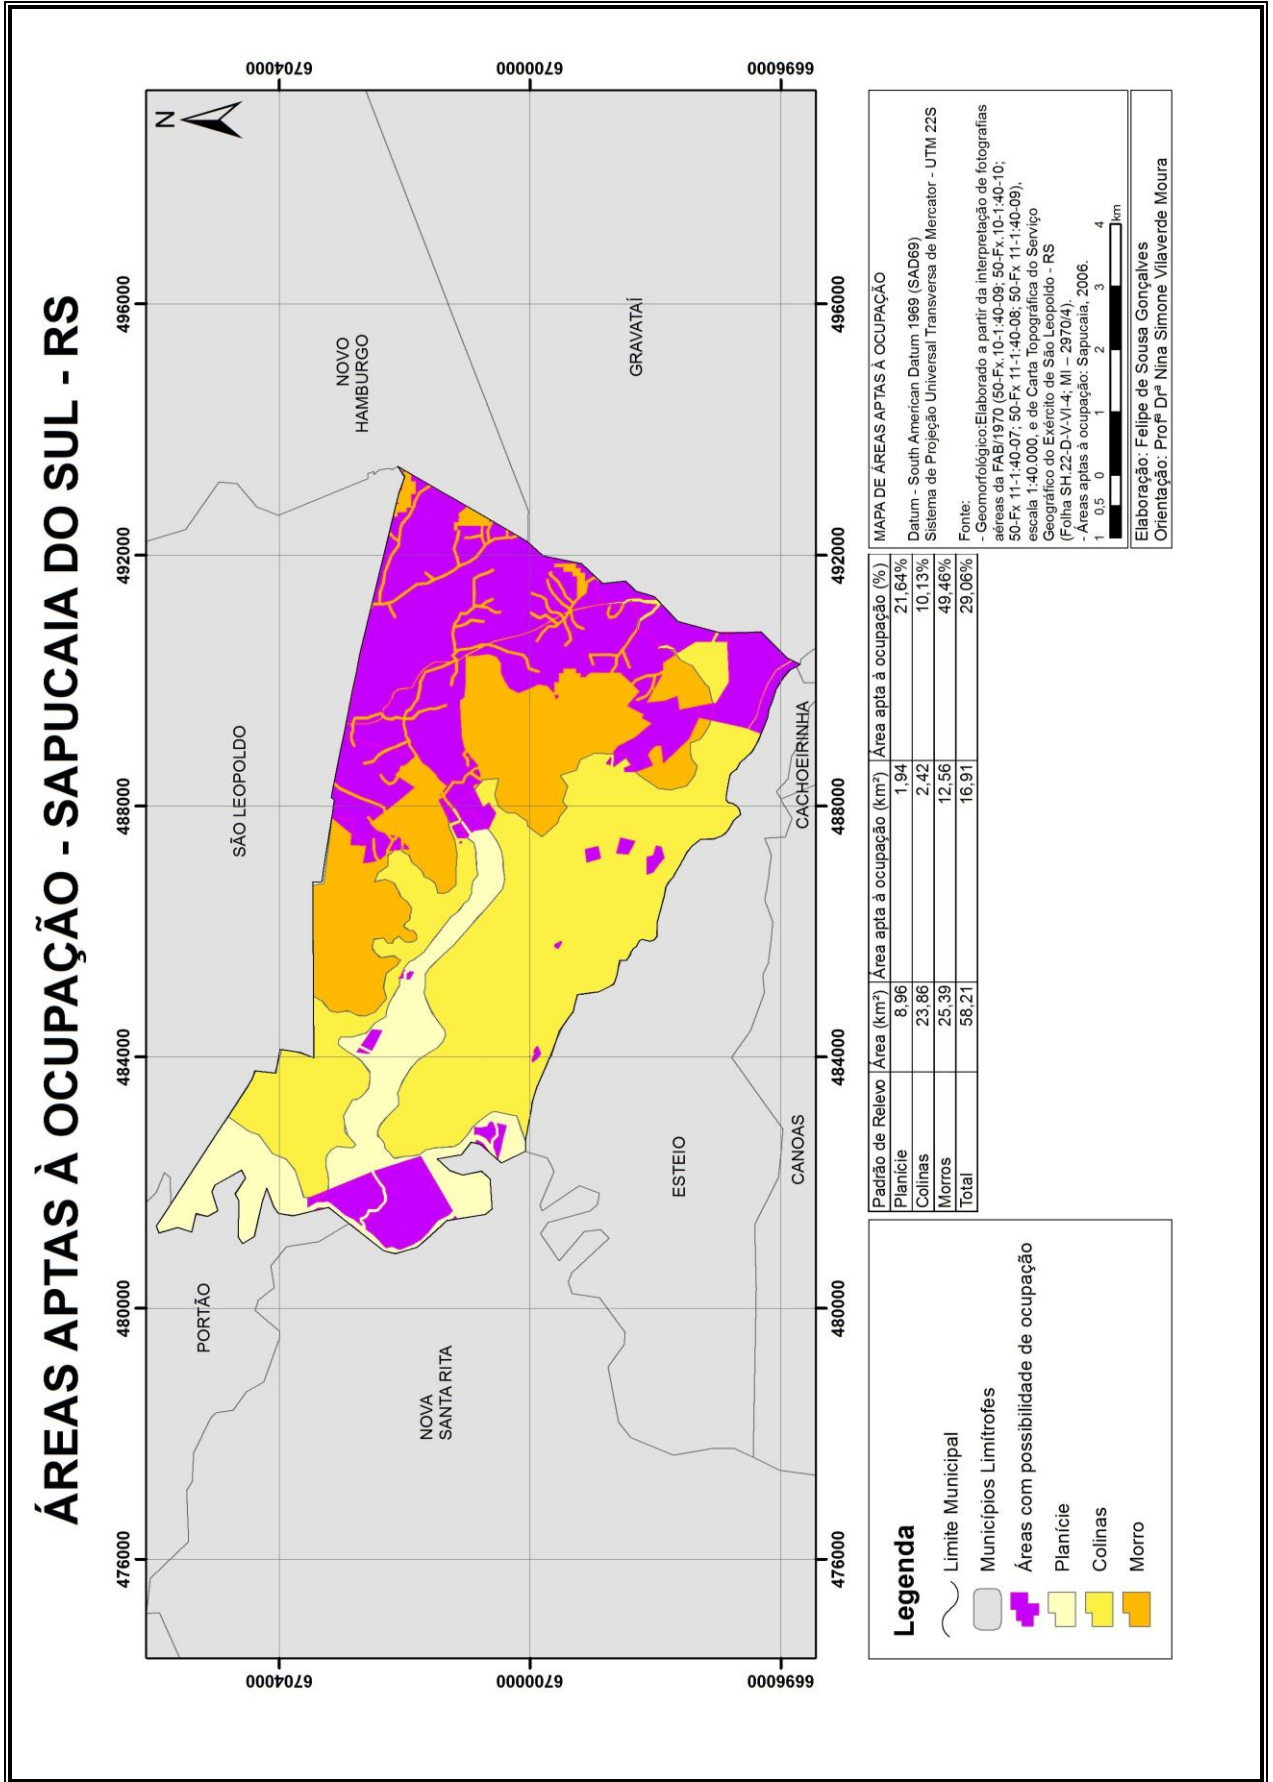 ÁREAS APTAS À OCUPAÇÃO - SAPUCAIA DO SUL - RS
476000
480000
484000
488000
492000
496000
6704000
6704000
6700000
6700000
6696000
6696000
N
PORTÃO
SÃO LEOPOLDO
NOVO
HAMBURGO
NOVA
SANTA RITA
GRAVATAÍ
ESTEIO
CANOAS
CACHOEIRINHA
476000
480000
484000
488000
492000
496000
Legenda
Limite Municipal
Municípios Limítrofes
Áreas com possibilidade de ocupação
Planície
Colinas
Morro
Padrão de Relevo Área (km²) Área apta à ocupação (km²) Área apta à ocupação (%)
Planície 8,96 1,94 21,64%
Colinas 23,86 2,42 10,13%
Morros 25,39 12,56 49,46%
Total 58,21 16,91 29,06%
MAPA DE ÁREAS APTAS À OCUPAÇÃO
Datum - South American Datum 1969 (SAD69)
Sistema de Projeção Universal Transversa de Mercator - UTM 22S
Fonte:
- Geomorfológico:Elaborado a partir da interpretação de fotografias
aéreas da FAB/1970 (50-Fx.10-1:40-09; 50-Fx.10-1:40-10;
50-Fx 11-1:40-07; 50-Fx 11-1:40-08; 50-Fx 11-1:40-09),
escala 1:40.000, e de Carta Topográfica do Serviço
Geográfico do Exército de São Leopoldo - RS
(Folha SH.22-D-V-VI-4; MI – 2970/4).
- Áreas aptas à ocupação: Sapucaia, 2006.
1 0,5 0 1 2 3 4
km
Elaboração: Felipe de Sousa Gonçalves
Orientação: Profª Drª Nina Simone Vilaverde Moura